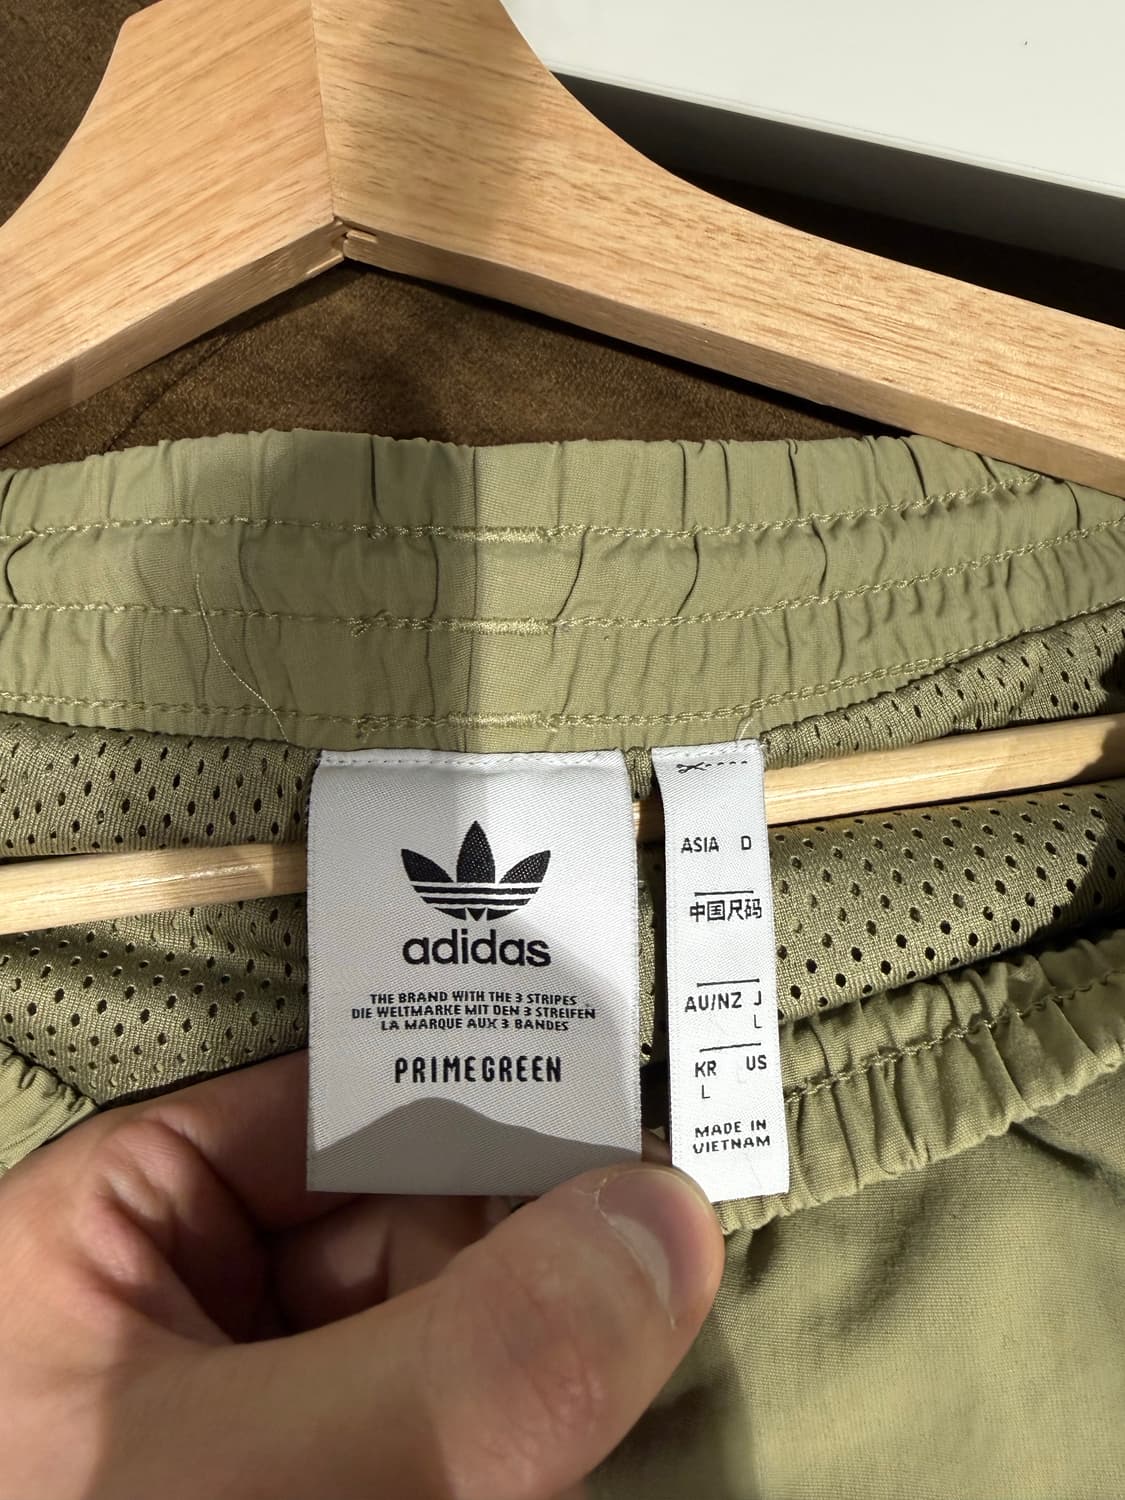 adidas
THE BRAND WITH THE 3 STRIPES
DIE WELTMARKE MIT DEN 3 STREIFEN
LA MARQUE AUX 3 BANDES
PRIMEGREEN
ASIA D
中国尺码
AU/NZ J
L
KR US
L
MADE IN
VIETNAM